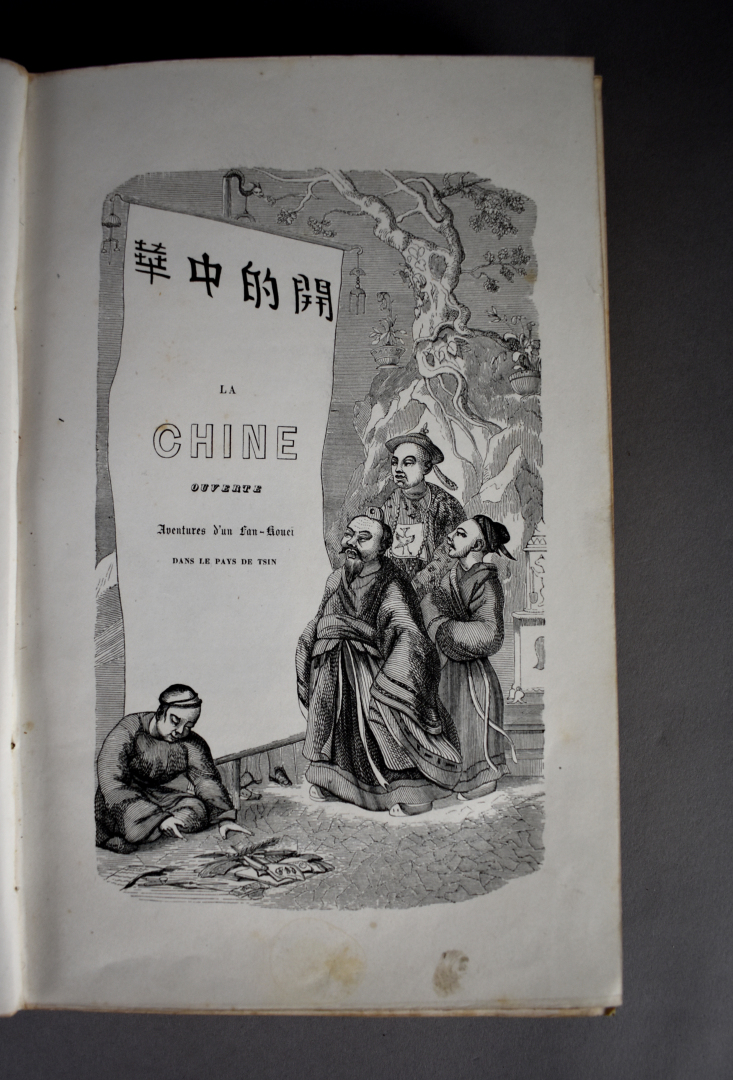 華中的開
LA
CHINE
OUVERTE
Aventures d'un Fan-Kouei
DANS LE PAYS DE TSIN